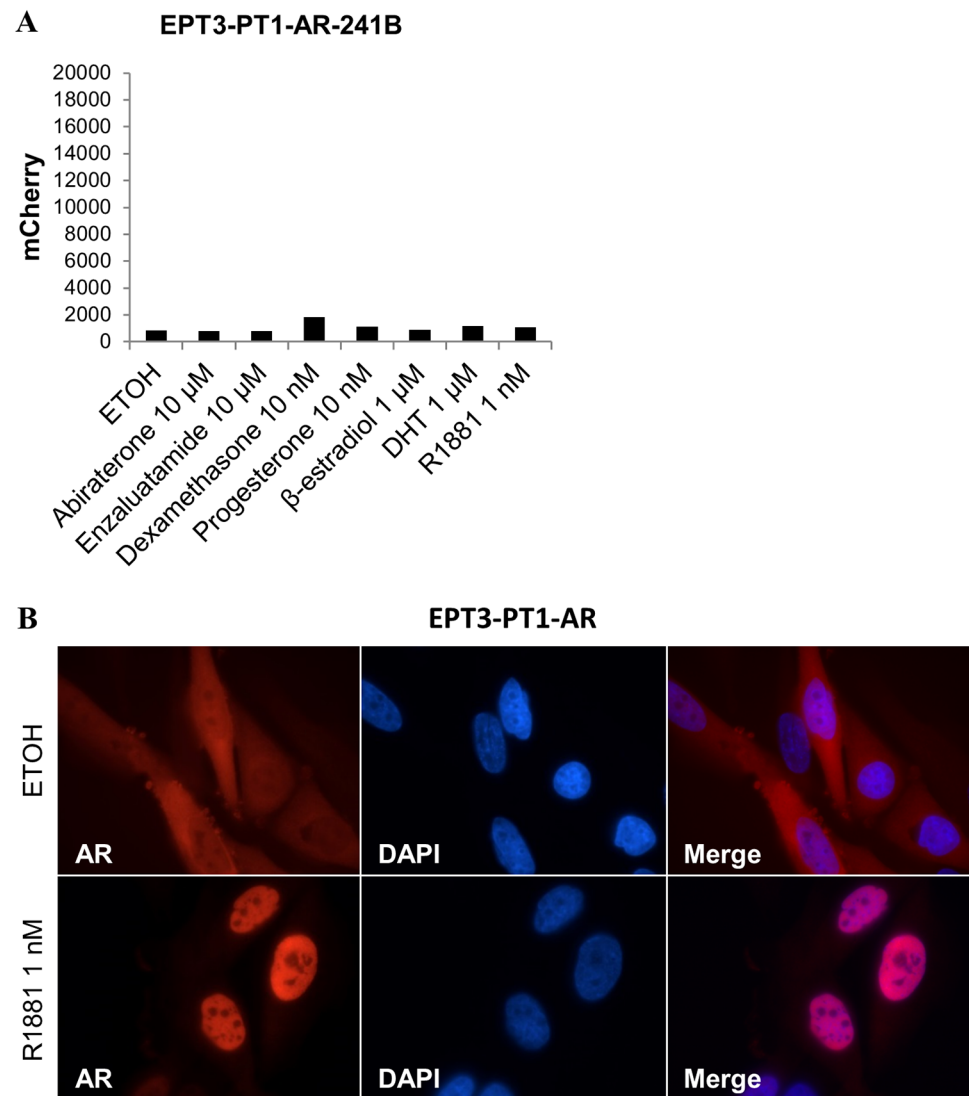 A
EPT3-PT1-AR-241B
mCherry
20000
18000
16000
14000
12000
10000
8000
6000
4000
2000
0
ETOH
Abiraterone 10 µM
Enzaluatamide 10 µM
Dexamethasone 10 nM
Progesterone 10 nM
β-estradiol 1 µM
DHT 1 µM
R1881 1 nM
B
EPT3-PT1-AR
ETOH
AR
DAPI
Merge
R1881 1 nM
AR
DAPI
Merge